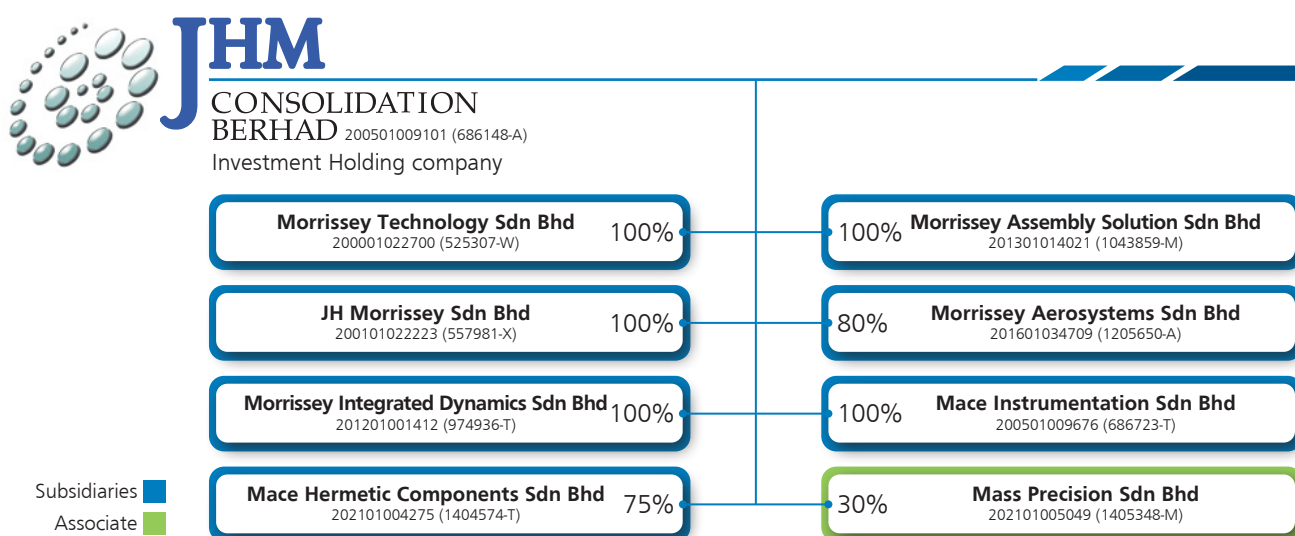 JHM
CONSOLIDATION
BERHAD 200501009101 (686148-A)
Investment Holding company
Morrissey Technology Sdn Bhd
200001022700 (525307-W)
100%
100%
Morrissey Assembly Solution Sdn Bhd
201301014021 (1043859-M)
JH Morrissey Sdn Bhd
200101022223 (557981-X)
100%
80%
Morrissey Aerosystems Sdn Bhd
201601034709 (1205650-A)
Morrissey Integrated Dynamics Sdn Bhd
201201001412 (974936-T)
100%
100%
Mace Instrumentation Sdn Bhd
200501009676 (686723-T)
Mace Hermetic Components Sdn Bhd
202101004275 (1404574-T)
75%
30%
Mass Precision Sdn Bhd
202101005049 (1405348-M)
Subsidiaries
Associate